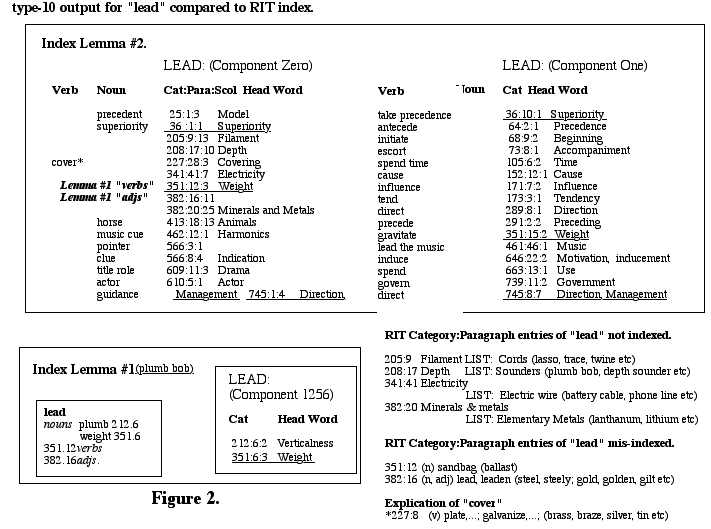 type-10 output for "lead" compared to RIT index.
Index Lemma #2.
LEAD: (Component Zero)
Verb Noun Cat:Para:Scol Head Word
precedent 25:1:3 Model
superiority 36 :1:1 Superiority
205:9:13 Filament
208:17:10 Depth
cover* 227:28:3 Covering
341:41:7 Electricity
Lemma #1 "verbs" 351:12:3 Weight
Lemma #1 "adjs" 382:16:11
382:20:25 Minerals and Metals
horse 413:18:13 Animals
music cue 462:12:1 Harmonics
pointer 566:3:1
clue 566:8:4 Indication
title role 609:11:3 Drama
actor 610:5:1 Actor
guidance Management 745:1:4 Direction,
LEAD: (Component One)
Verb Noun Cat Head Word
take precedence 36:10:1 Superiority
antecede 64:2:1 Precedence
initiate 68:9:2 Beginning
escort 73:8:1 Accompaniment
spend time 105:6:2 Time
cause 152:12:1 Cause
influence 171:7:2 Influence
tend 173:3:1 Tendency
direct 289:8:1 Direction
precede 291:2:2 Preceding
gravitate 351:15:2 Weight
lead the music 461:46:1 Music
induce 646:22:2 Motivation, inducement
spend 663:13:1 Use
govern 739:11:2 Government
direct 745:8:7 Direction, Management
Index Lemma #1(plumb bob)
lead
nouns plumb 212.6
weight 351.6
351.12verbs
382.16adjs.
LEAD:
(Component 1256)
Cat Head Word
212:6:2 Verticalness
351:6:3 Weight
Figure 2.
RIT Category:Paragraph entries of "lead" not indexed.
205:9 Filament LIST: Cords (lasso, trace, twine etc)
208:17 Depth LIST: Sounders (plumb bob, depth sounder etc)
341:41 Electricity
LIST: Electric wire (battery cable, phone line etc)
382:20 Minerals & metals
LIST: Elementary Metals (lanthanum, lithium etc)
RIT Category:Paragraph entries of "lead" mis-indexed.
351:12 (n) sandbag (ballast)
382:16 (n, adj) lead, leaden (steel, steely; gold, golden, gilt etc)
Explication of "cover"
*227:8 (v) plate,...; galvanize,...; (brass, braze, silver, tin etc)